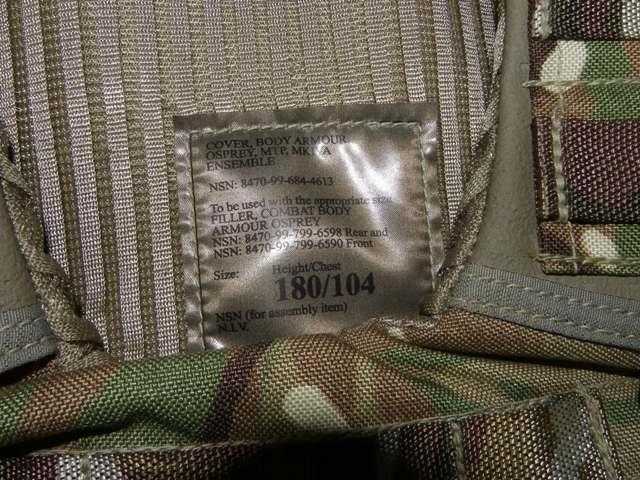 COVER, BODY ARMOUR
OSPREY, MTP, MKIVA
ENSEMBLE
NSN: 8470-99-684-4613
To be used with the appropriate size
FILLER, COMBAT BODY
ARMOUR OSPREY
NSN: 8470-99-799-6598 Rear and
NSN: 8470-99-799-6590 Front
Size: Height/Chest
180/104
NSN (for assembly item)
N.I.V.